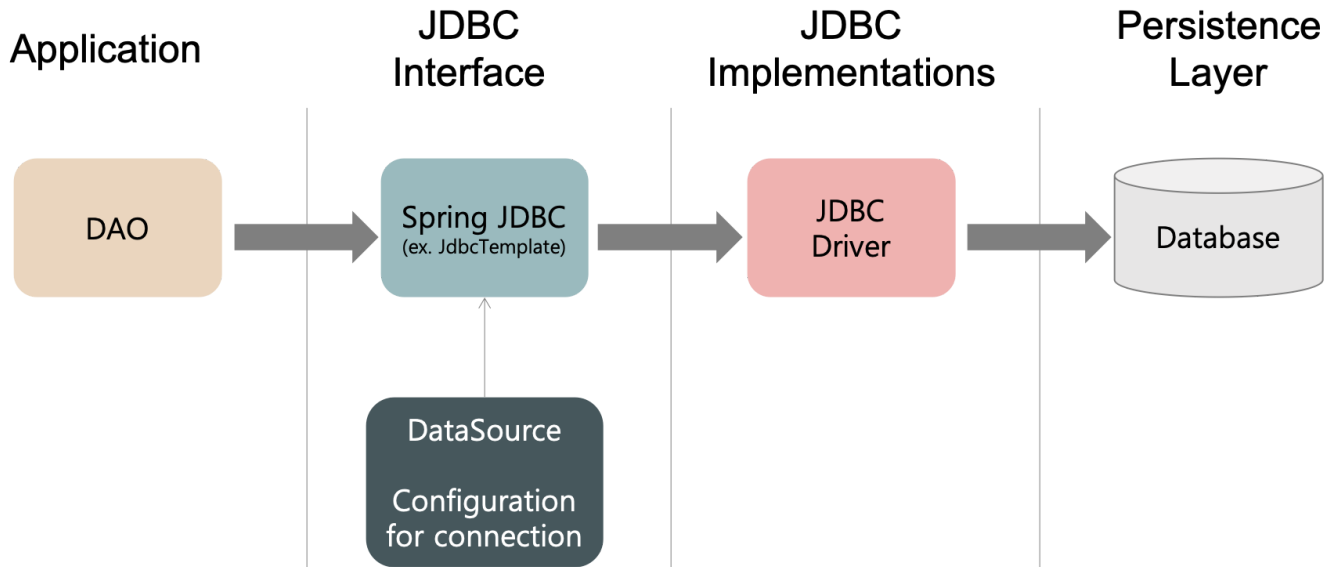 Application
JDBC
Interface
JDBC
Implementations
Persistence
Layer
DAO
Spring JDBC
(ex. JdbcTemplate)
JDBC
Driver
Database
DataSource
Configuration
for connection